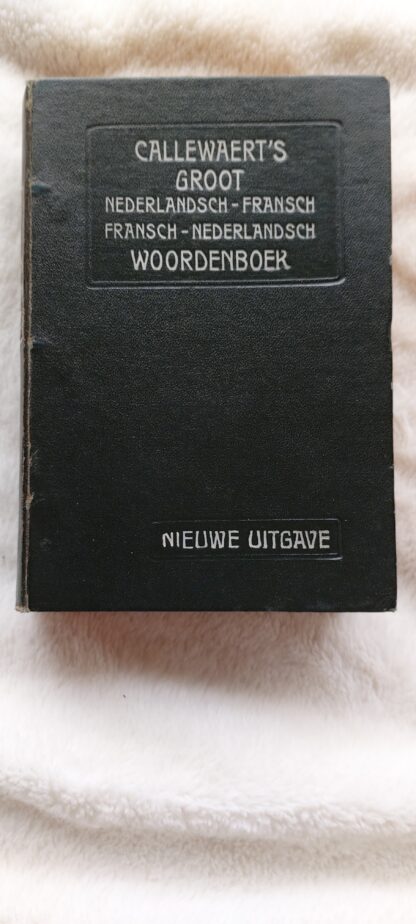 CALLEWAERT'S
GROOT
NEDERLANDSCH-FRANSCH
FRANSCH-NEDERLANDSCH
WOORDENBOEK
NIEUWE UITGAVE